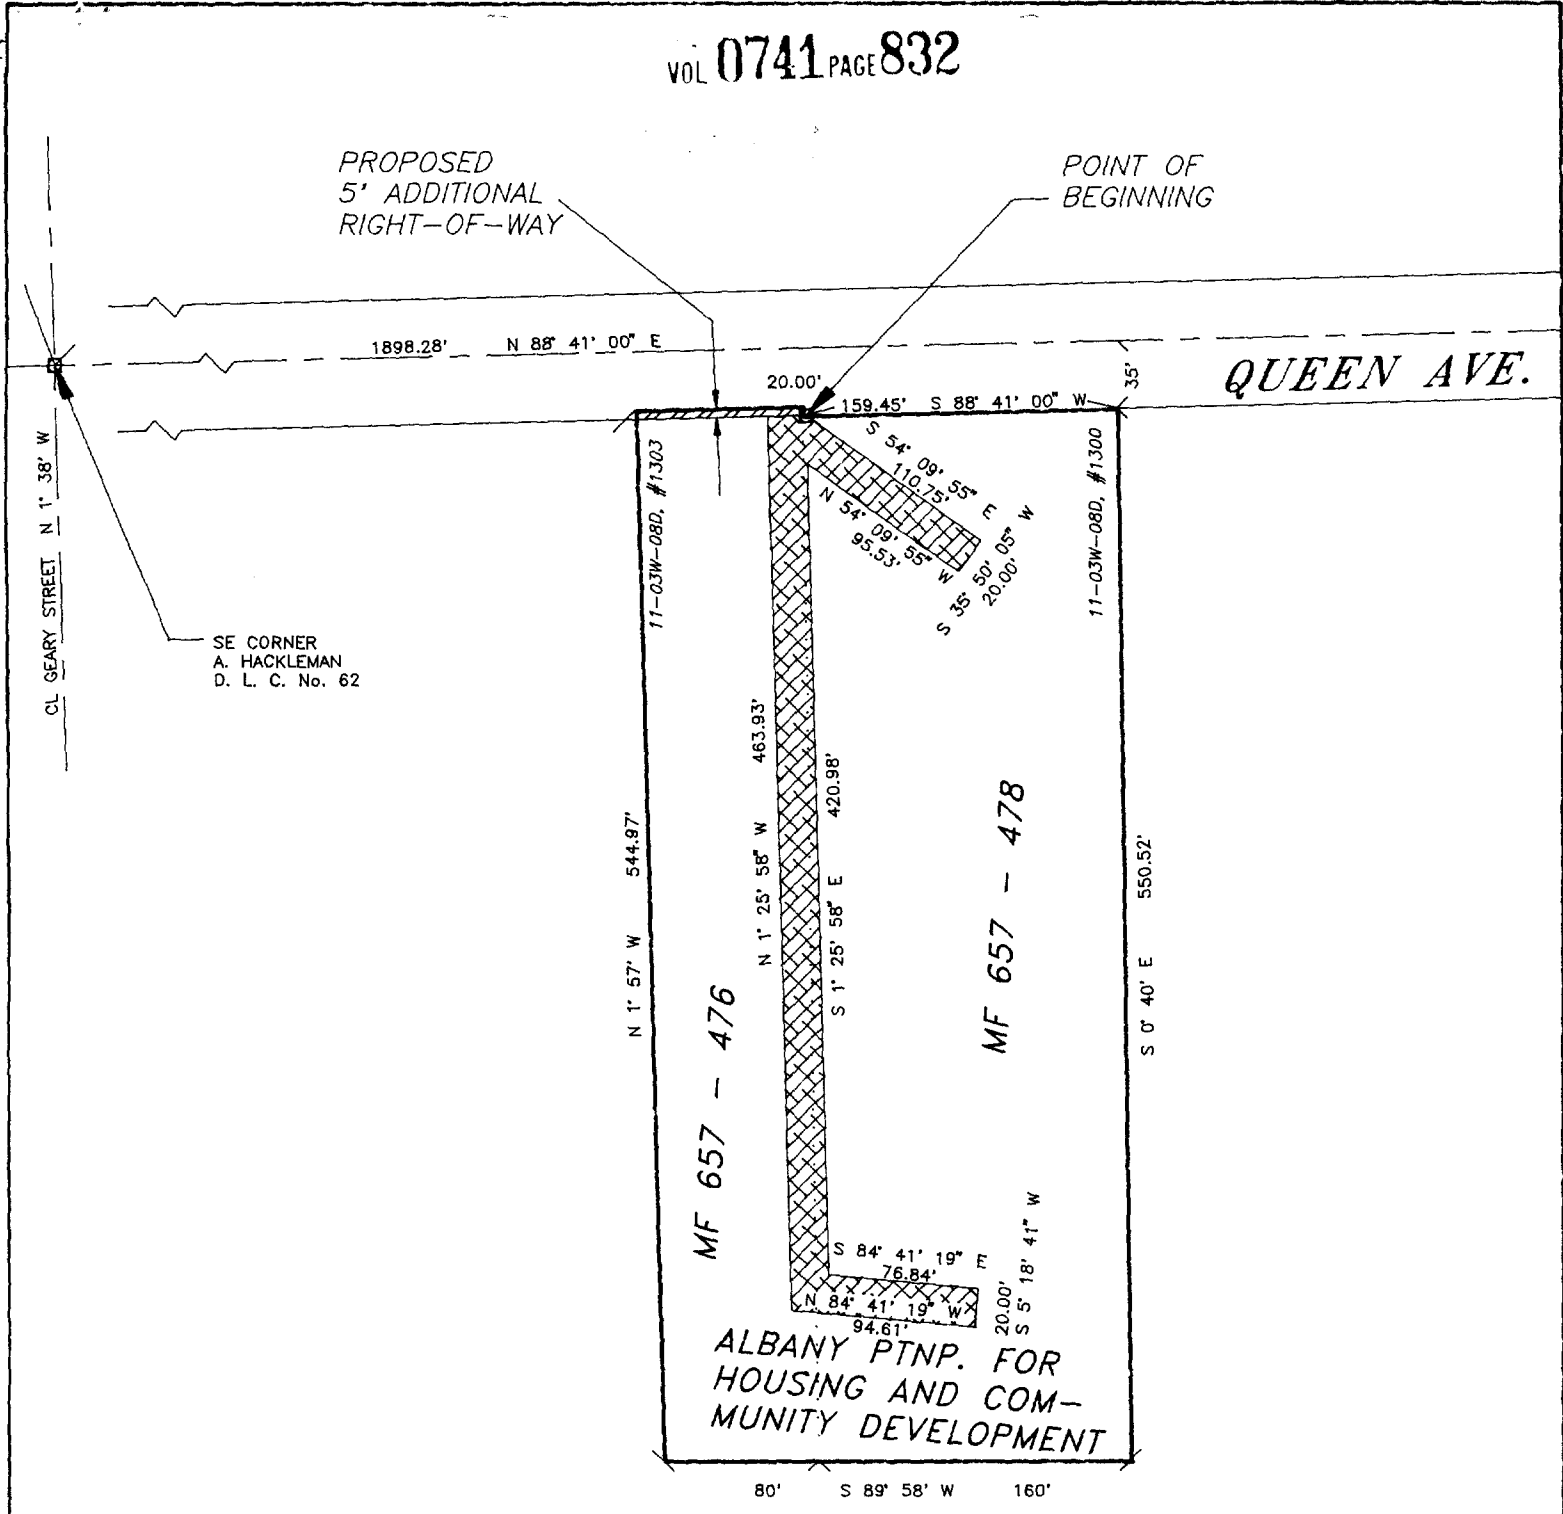 VOL 0741 PAGE 832
PROPOSED
5' ADDITIONAL
RIGHT-OF-WAY
POINT OF
BEGINNING
1898.28' N 88° 41' 00" E
QUEEN AVE.
35'
20.00'
159.45' S 88° 41' 00" W
CL GEARY STREET N 1° 38' W
SE CORNER
A. HACKLEMAN
D. L. C. No. 62
11-03W-08D, #1303
11-03W-08D, #1300
S 54° 09' 55" E
110.75'
N 54° 09' 55" W
95.53'
S 35° 50' 05" W
20.00'
N 1° 57' W 544.97'
N 1° 25' 58" W 463.93'
S 1° 25' 58" E 420.98'
MF 657 - 476
MF 657 - 478
S 0° 40' E 550.52'
S 84° 41' 19" E
76.84'
N 84° 41' 19" W
94.61'
20.00'
S 5° 18' 41" W
ALBANY PTNP. FOR
HOUSING AND COM-
MUNITY DEVELOPMENT
80' S 89° 58' W 160'